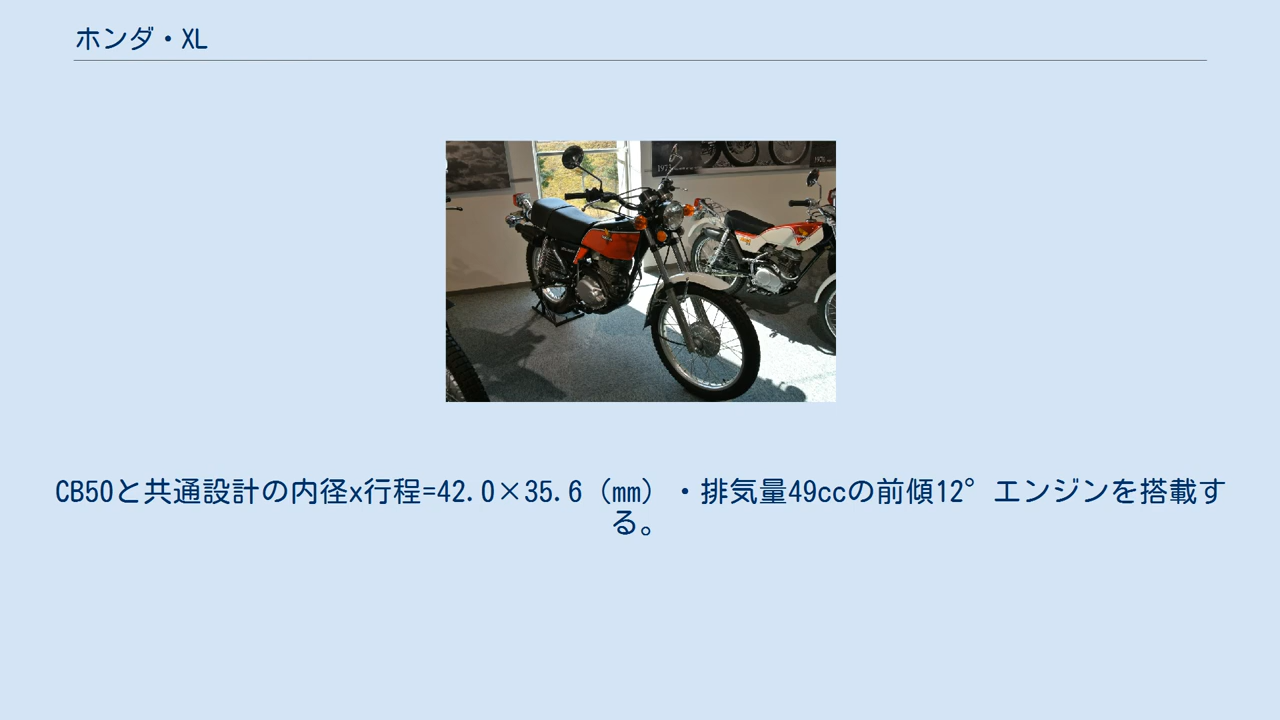 ホンダ・XL
CB50と共通設計の内径x行程=42.0×35.6（㎜）・排気量49ccの前傾12°エンジンを搭載す
る。